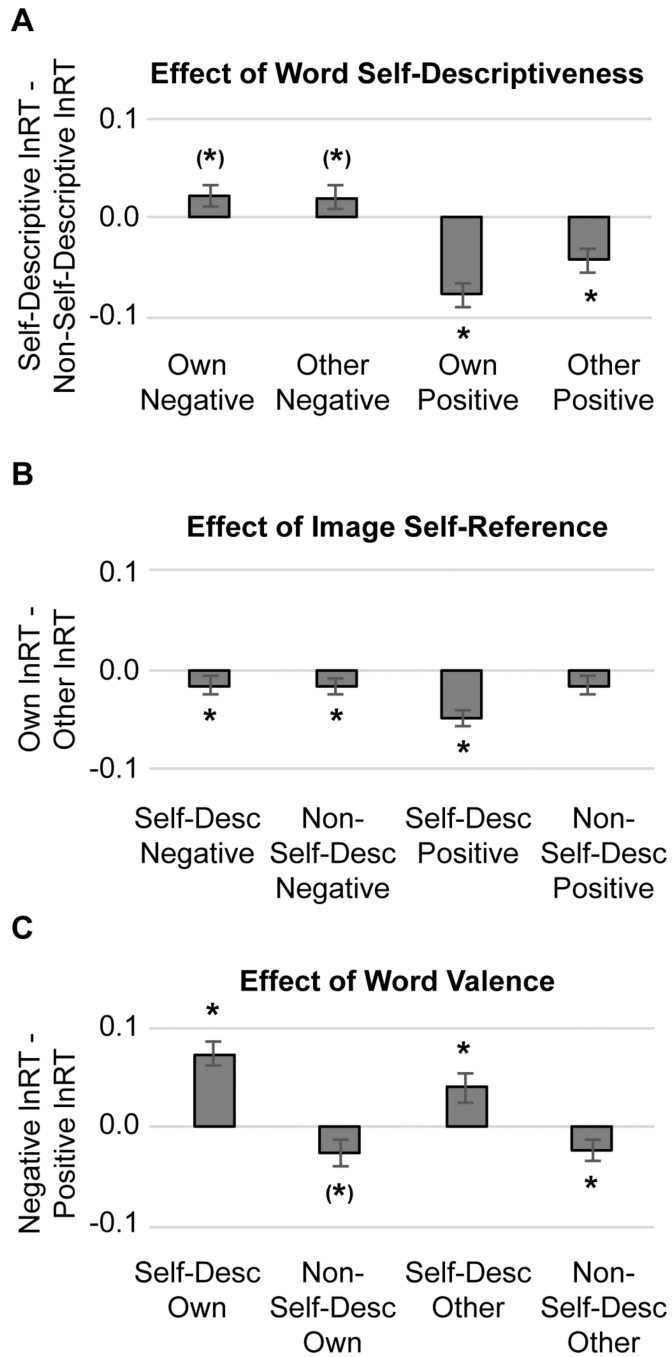 A
Effect of Word Self-Descriptiveness
Self-Descriptive lnRT -
Non-Self-Descriptive lnRT
0.1
0.0
-0.1
(*)
(*)
*
*
Own
Negative
Other
Negative
Own
Positive
Other
Positive
B
Effect of Image Self-Reference
Own lnRT -
Other lnRT
0.1
0.0
-0.1
*
*
*
Self-Desc
Negative
Non-
Self-Desc
Negative
Self-Desc
Positive
Non-
Self-Desc
Positive
C
Effect of Word Valence
Negative lnRT -
Positive lnRT
0.1
0.0
-0.1
*
(*)
*
*
Self-Desc
Own
Non-
Self-Desc
Own
Self-Desc
Other
Non-
Self-Desc
Other